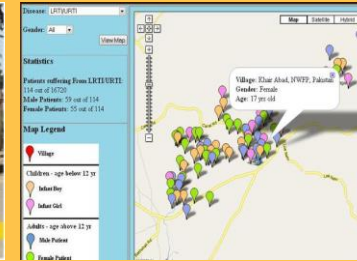 Disease: LRTI/URTI
Gender: All
View Map
Statistics
Patients suffering From LRTI/URTI:
114 out of 16720
Male Patients: 59 out of 114
Female Patients: 55 out of 114
Map Legend
Village
Children - age below 12 yr
Infant Boy
Infant Girl
Adults - age above 12 yr
Male Patient
Female Patient
Map
Satellite
Hybrid
Village: Khair Abad, NWFP, Pakistan
Gender: Female
Age: 17 yrs old